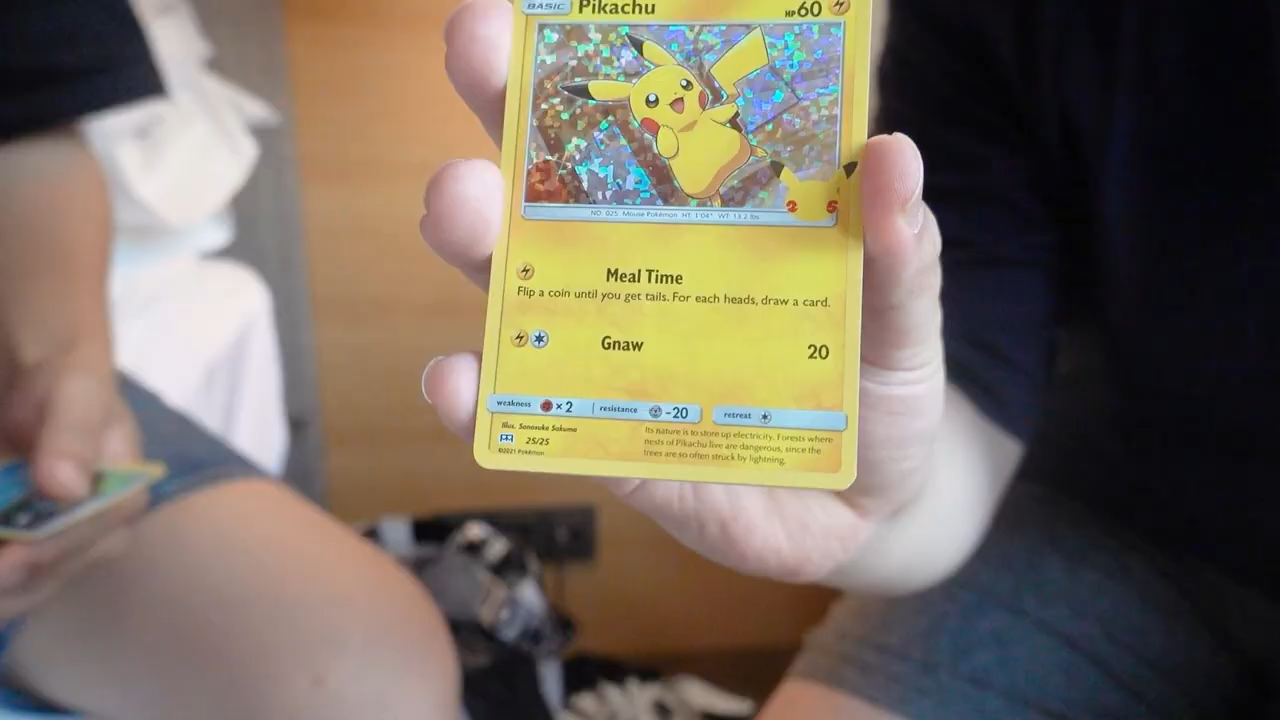 BASIC Pikachu HP60
25
NO. 025 Mouse Pokémon HT: 1'04" WT: 13.2 lbs
Meal Time
Flip a coin until you get tails. For each heads, draw a card.
Gnaw 20
weakness ×2 resistance -20 retreat
Illus. Sanosuke Sakuma
25/25
©2021 Pokémon
Its nature is to store up electricity. Forests where
nests of Pikachu live are dangerous, since the
trees are so often struck by lightning.